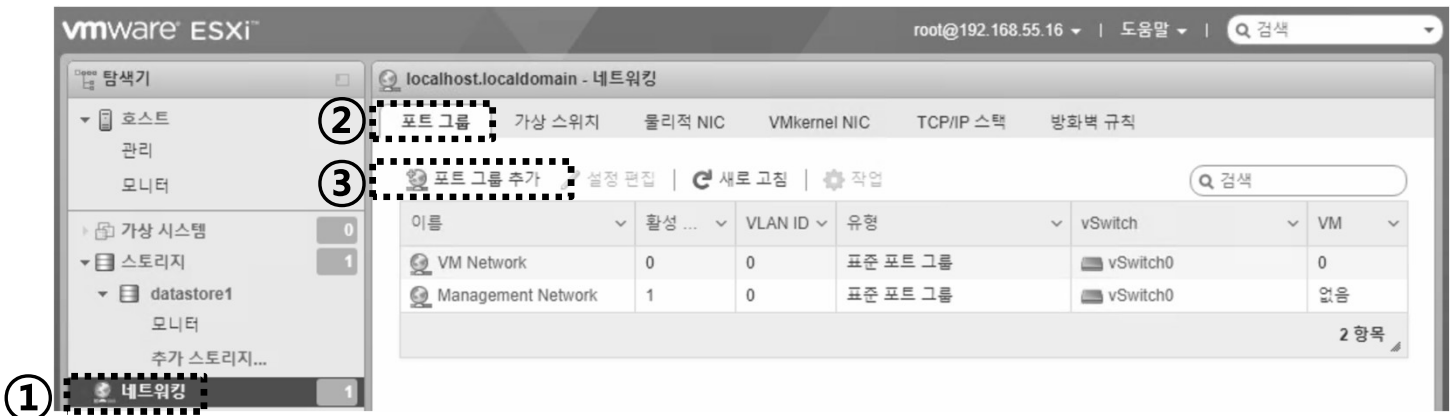 vmware ESXi™
root@192.168.55.16 | 도움말 | 검색
탐색기
localhost.localdomain - 네트워킹
호스트
관리
모니터
가상 시스템 0
스토리지 1
datastore1
모니터
추가 스토리지...
① 네트워킹 1
② 포트 그룹 가상 스위치 물리적 NIC VMkernel NIC TCP/IP 스택 방화벽 규칙
③ 포트 그룹 추가 설정 편집 | 새로 고침 | 작업 검색
이름 활성 ... VLAN ID 유형 vSwitch VM
VM Network 0 0 표준 포트 그룹 vSwitch0 0
Management Network 1 0 표준 포트 그룹 vSwitch0 없음
2 항목